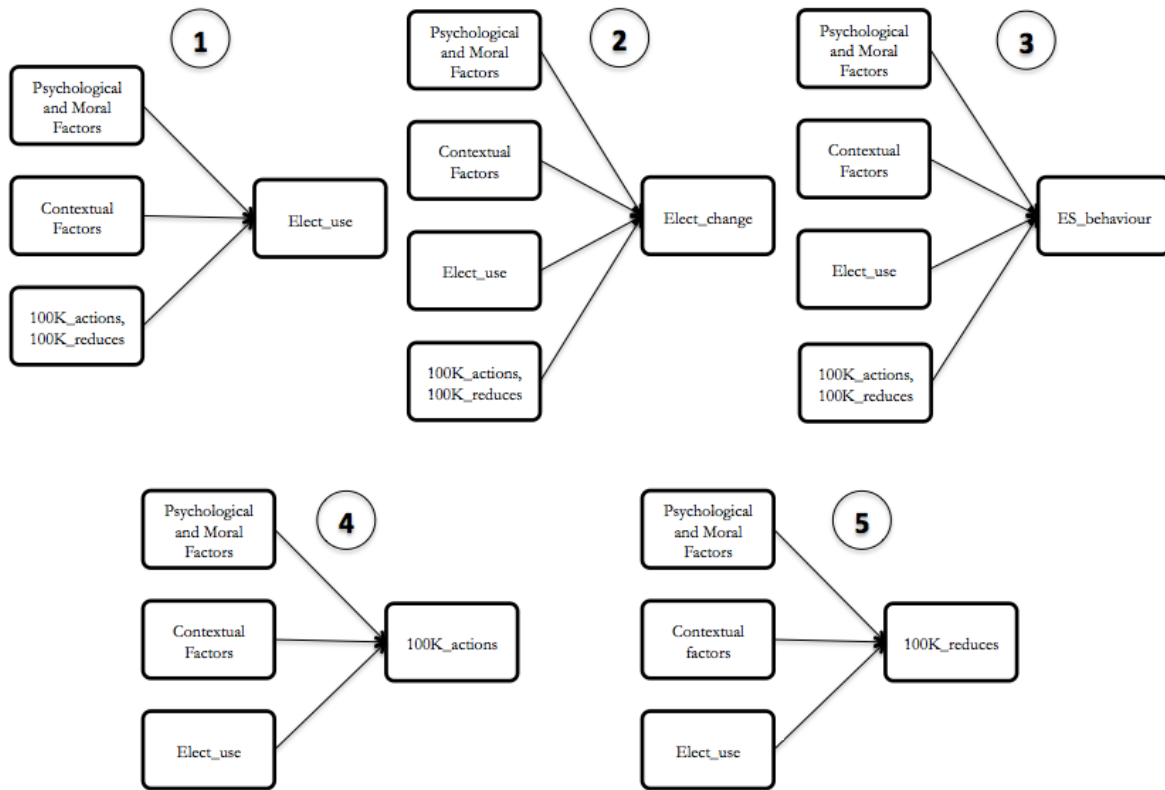 1
Psychological
and Moral
Factors
Contextual
Factors
100K_actions,
100K_reduces
Elect_use
2
Psychological
and Moral
Factors
Contextual
Factors
Elect_use
100K_actions,
100K_reduces
Elect_change
3
Psychological
and Moral
Factors
Contextual
Factors
Elect_use
100K_actions,
100K_reduces
ES_behaviour
4
Psychological
and Moral
Factors
Contextual
Factors
Elect_use
100K_actions
5
Psychological
and Moral
Factors
Contextual
factors
Elect_use
100K_reduces